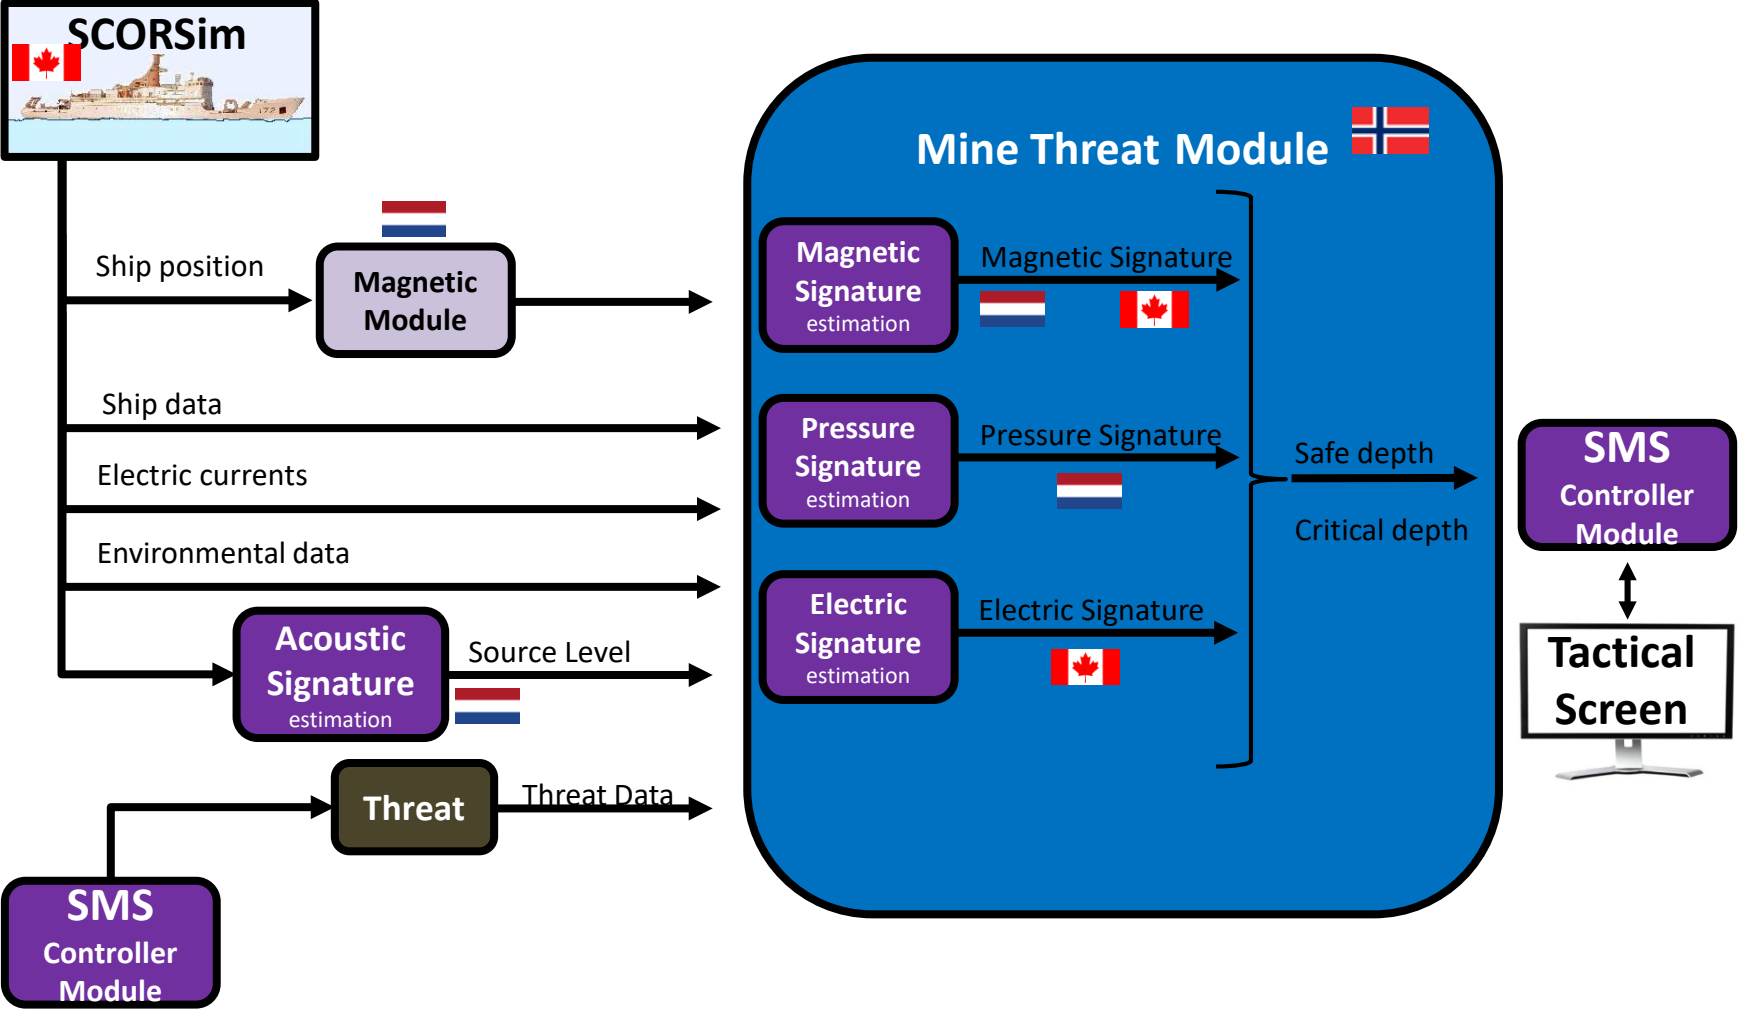 SCORSim
172
Mine Threat Module
Ship position
Magnetic
Module
Magnetic
Signature
estimation
Magnetic Signature
Ship data
Electric currents
Environmental data
Pressure
Signature
estimation
Pressure Signature
Safe depth
Critical depth
SMS
Controller
Module
Electric
Signature
estimation
Electric Signature
Acoustic
Signature
estimation
Source Level
Tactical
Screen
Threat
Threat Data
SMS
Controller
Module